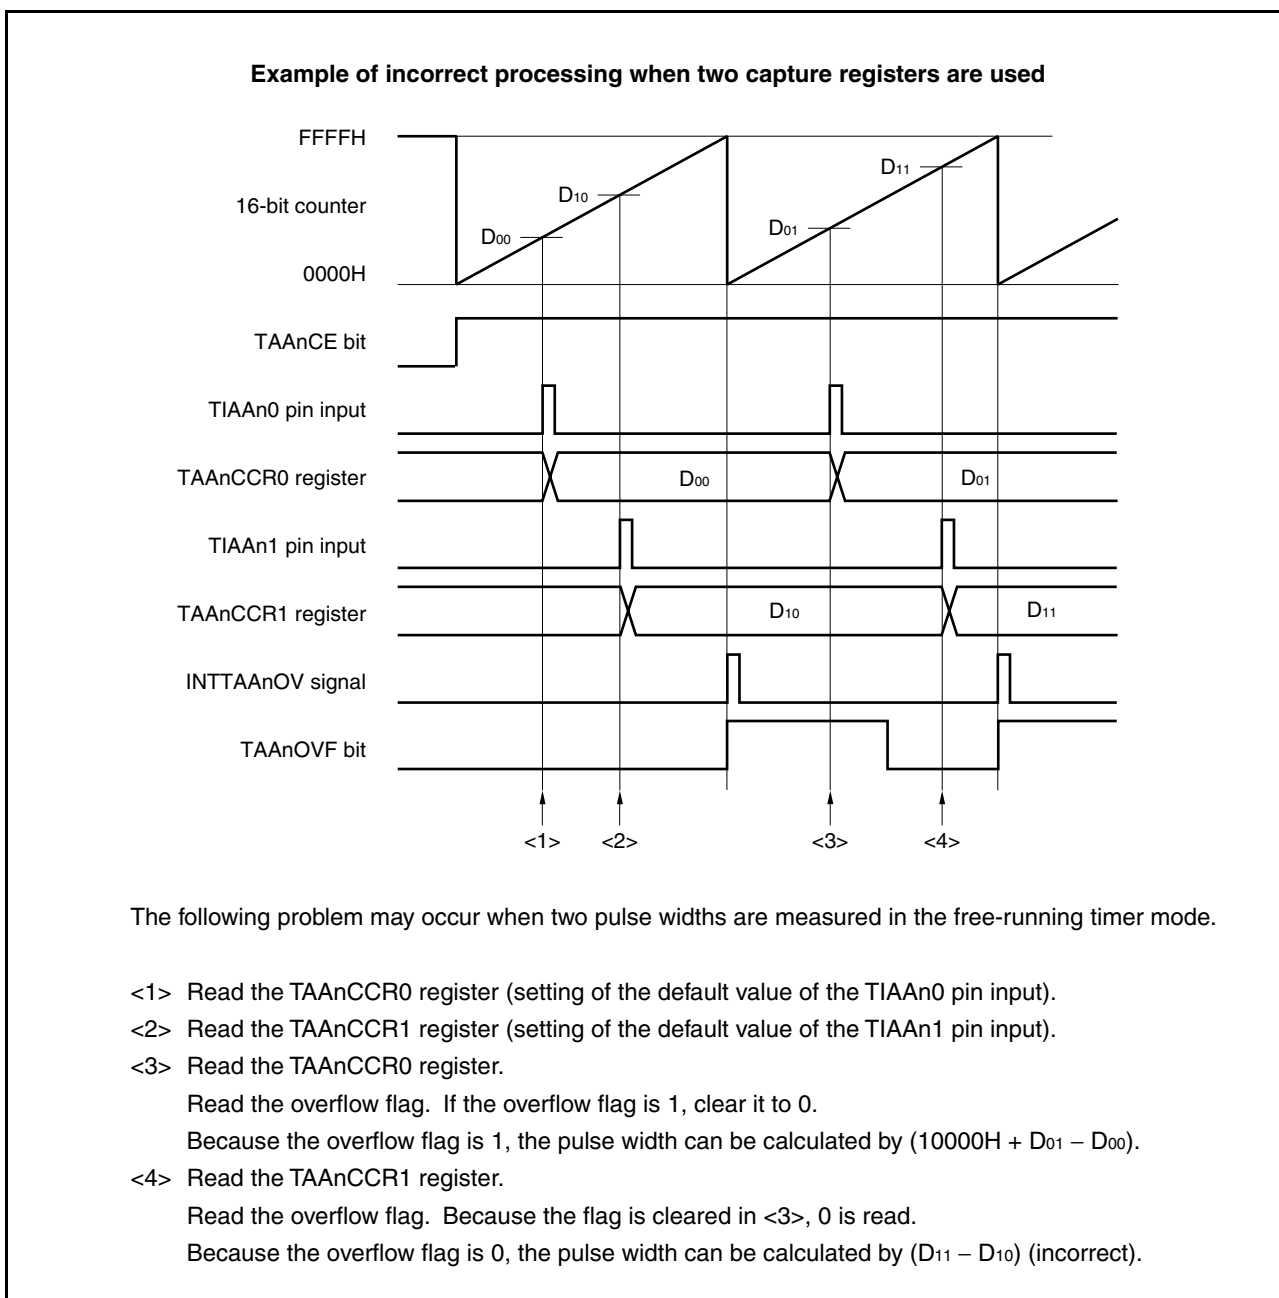 Example of incorrect processing when two capture registers are used
FFFFH
D11
D10
16-bit counter
D01
D00
0000H
TAAnCE bit
TIAAn0 pin input
TAAnCCR0 register
D00
D01
TIAAn1 pin input
TAAnCCR1 register
D10
D11
INTTAAnOV signal
TAAnOVF bit
<1> <2> <3> <4>
The following problem may occur when two pulse widths are measured in the free-running timer mode.
<1> Read the TAAnCCR0 register (setting of the default value of the TIAAn0 pin input).
<2> Read the TAAnCCR1 register (setting of the default value of the TIAAn1 pin input).
<3> Read the TAAnCCR0 register.
Read the overflow flag. If the overflow flag is 1, clear it to 0.
Because the overflow flag is 1, the pulse width can be calculated by (10000H + D01 − D00).
<4> Read the TAAnCCR1 register.
Read the overflow flag. Because the flag is cleared in <3>, 0 is read.
Because the overflow flag is 0, the pulse width can be calculated by (D11 − D10) (incorrect).